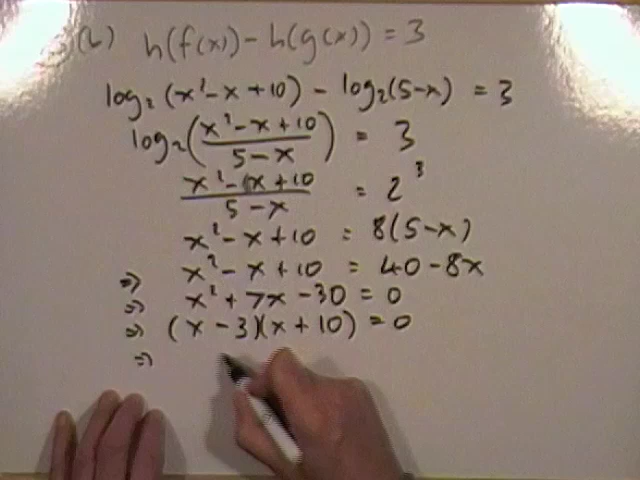 (b) h(f(x)) - h(g(x)) = 3
log₂(x² - x + 10) - log₂(5 - x) = 3
log₂((x² - x + 10)/(5 - x)) = 3
(x² - x + 10)/(5 - x) = 2³
x² - x + 10 = 8(5 - x)
⇒ x² - x + 10 = 40 - 8x
⇒ x² + 7x - 30 = 0
⇒ (x - 3)(x + 10) = 0
⇒